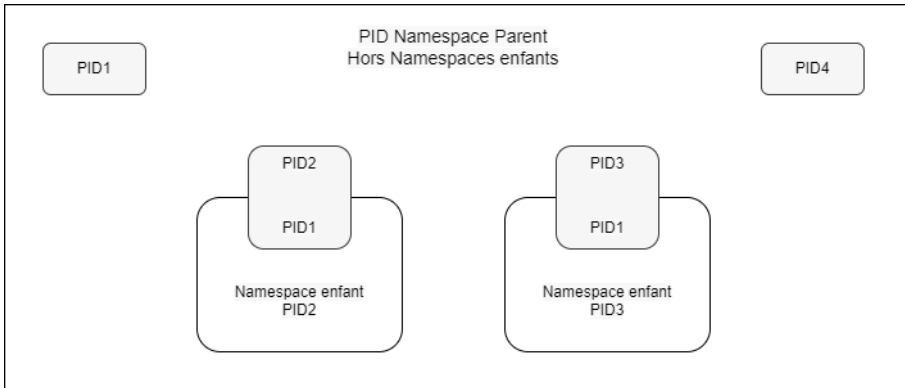 PID Namespace Parent
Hors Namespaces enfants
PID1
PID4
PID2
PID1
Namespace enfant
PID2
PID3
PID1
Namespace enfant
PID3